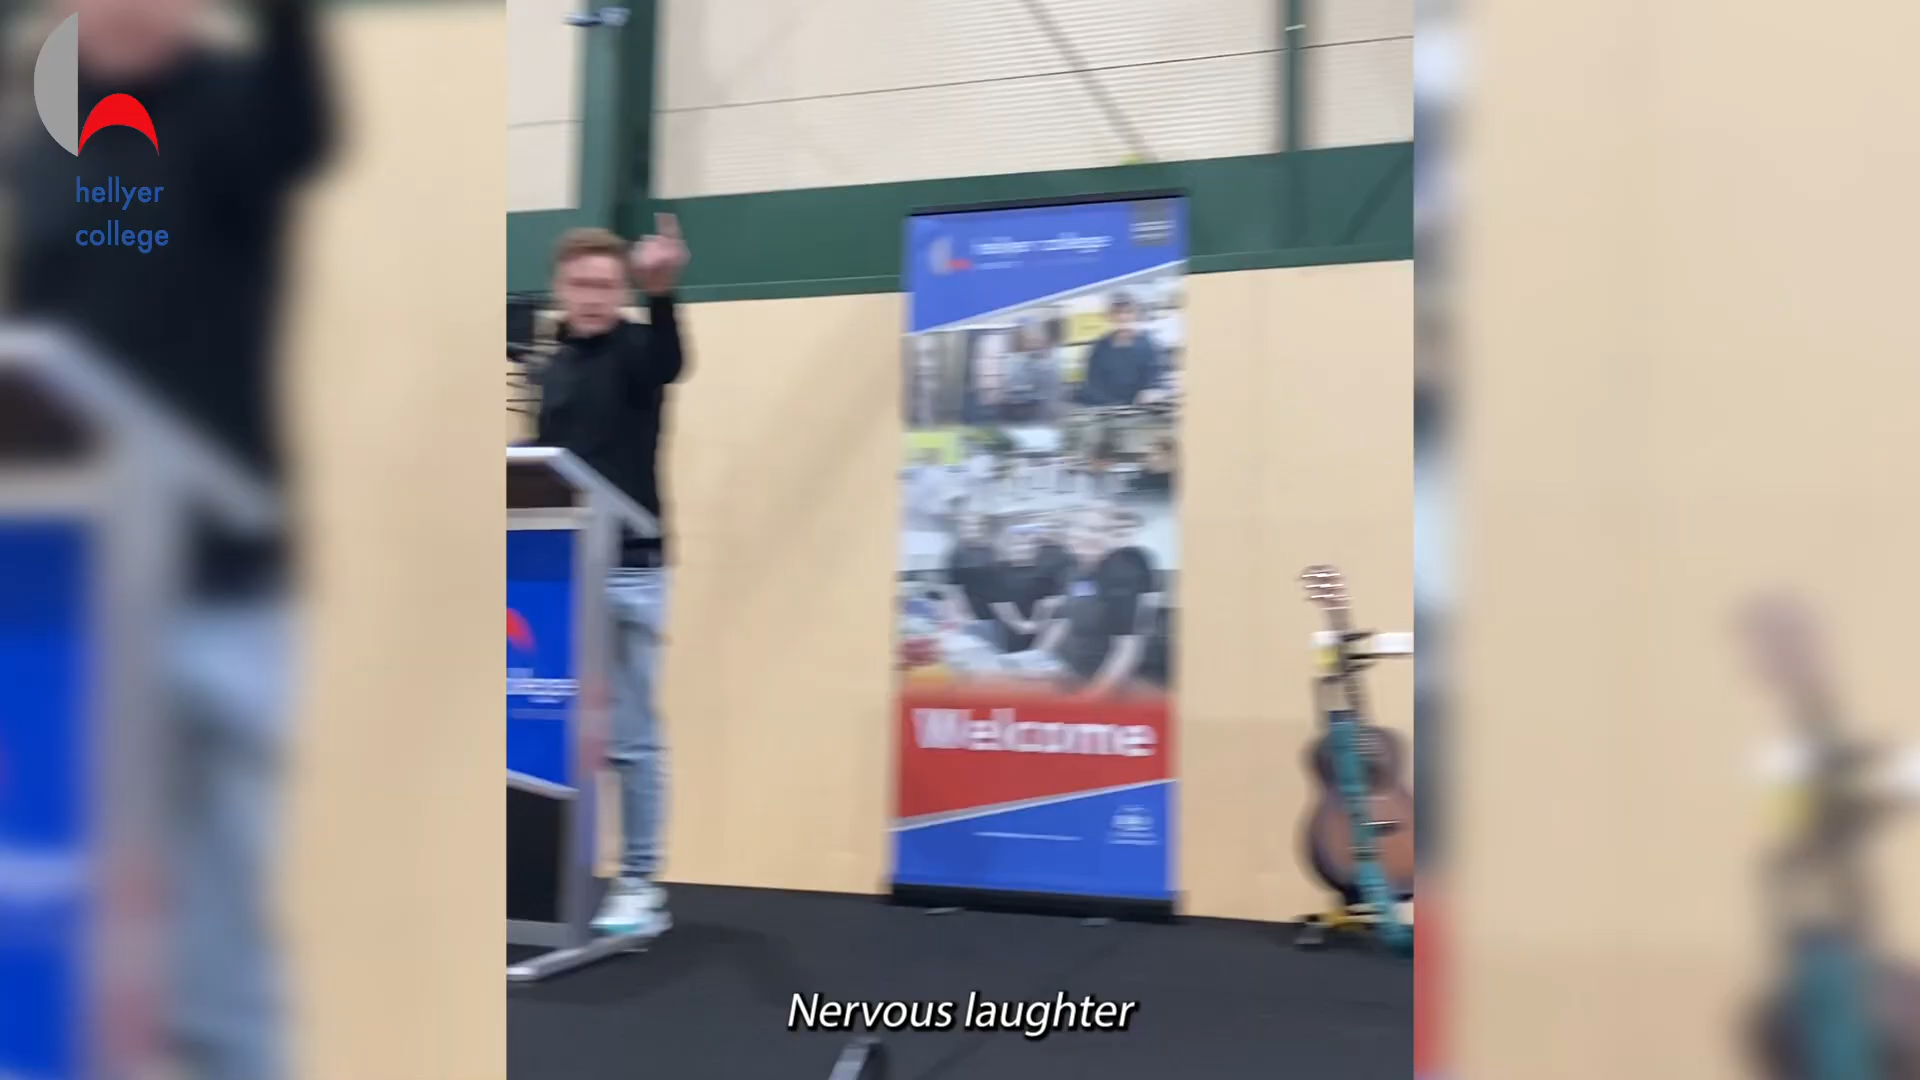 hellyer
college
hellyer college
Welcome
Nervous laughter